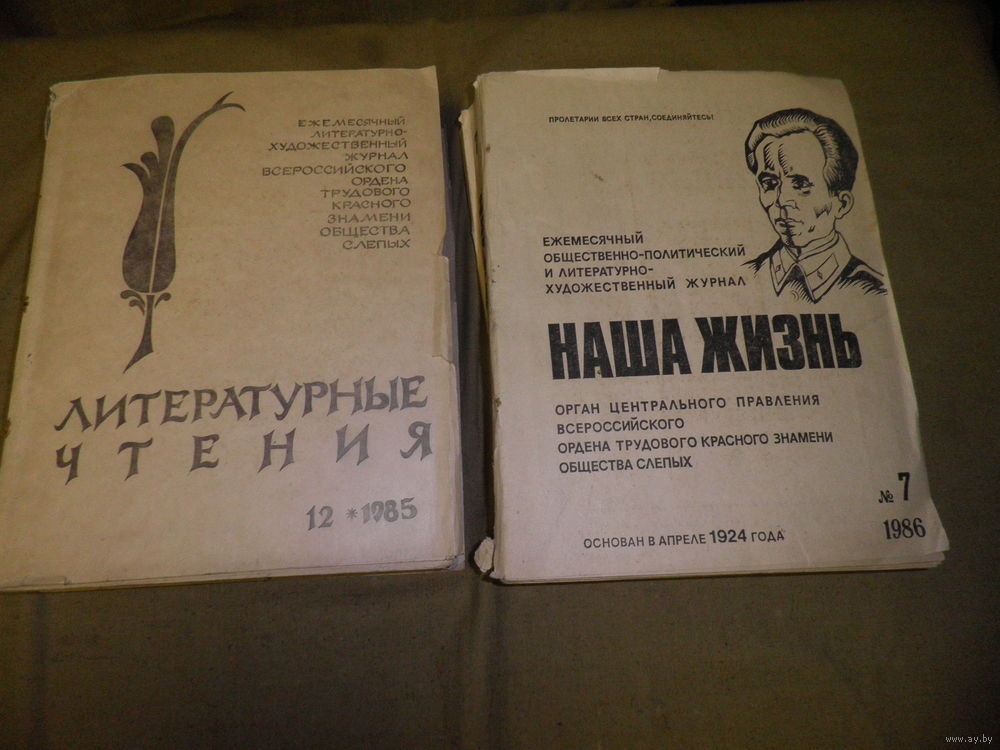 ЕЖЕМЕСЯЧНЫЙ
ЛИТЕРАТУРНО-
ХУДОЖЕСТВЕННЫЙ
ЖУРНАЛ
ВСЕРОССИЙСКОГО
ОРДЕНА
ТРУДОВОГО
КРАСНОГО
ЗНАМЕНИ
ОБЩЕСТВА
СЛЕПЫХ
ЛИТЕРАТУРНЫЕ
ЧТЕНИЯ
12 * 1985
ПРОЛЕТАРИИ ВСЕХ СТРАН, СОЕДИНЯЙТЕСЬ!
ЕЖЕМЕСЯЧНЫЙ
ОБЩЕСТВЕННО-ПОЛИТИЧЕСКИЙ
И ЛИТЕРАТУРНО-
ХУДОЖЕСТВЕННЫЙ ЖУРНАЛ
НАША ЖИЗНЬ
ОРГАН ЦЕНТРАЛЬНОГО ПРАВЛЕНИЯ
ВСЕРОССИЙСКОГО
ОРДЕНА ТРУДОВОГО КРАСНОГО ЗНАМЕНИ
ОБЩЕСТВА СЛЕПЫХ
№ 7
1986
ОСНОВАН В АПРЕЛЕ 1924 ГОДА
www.ay.by